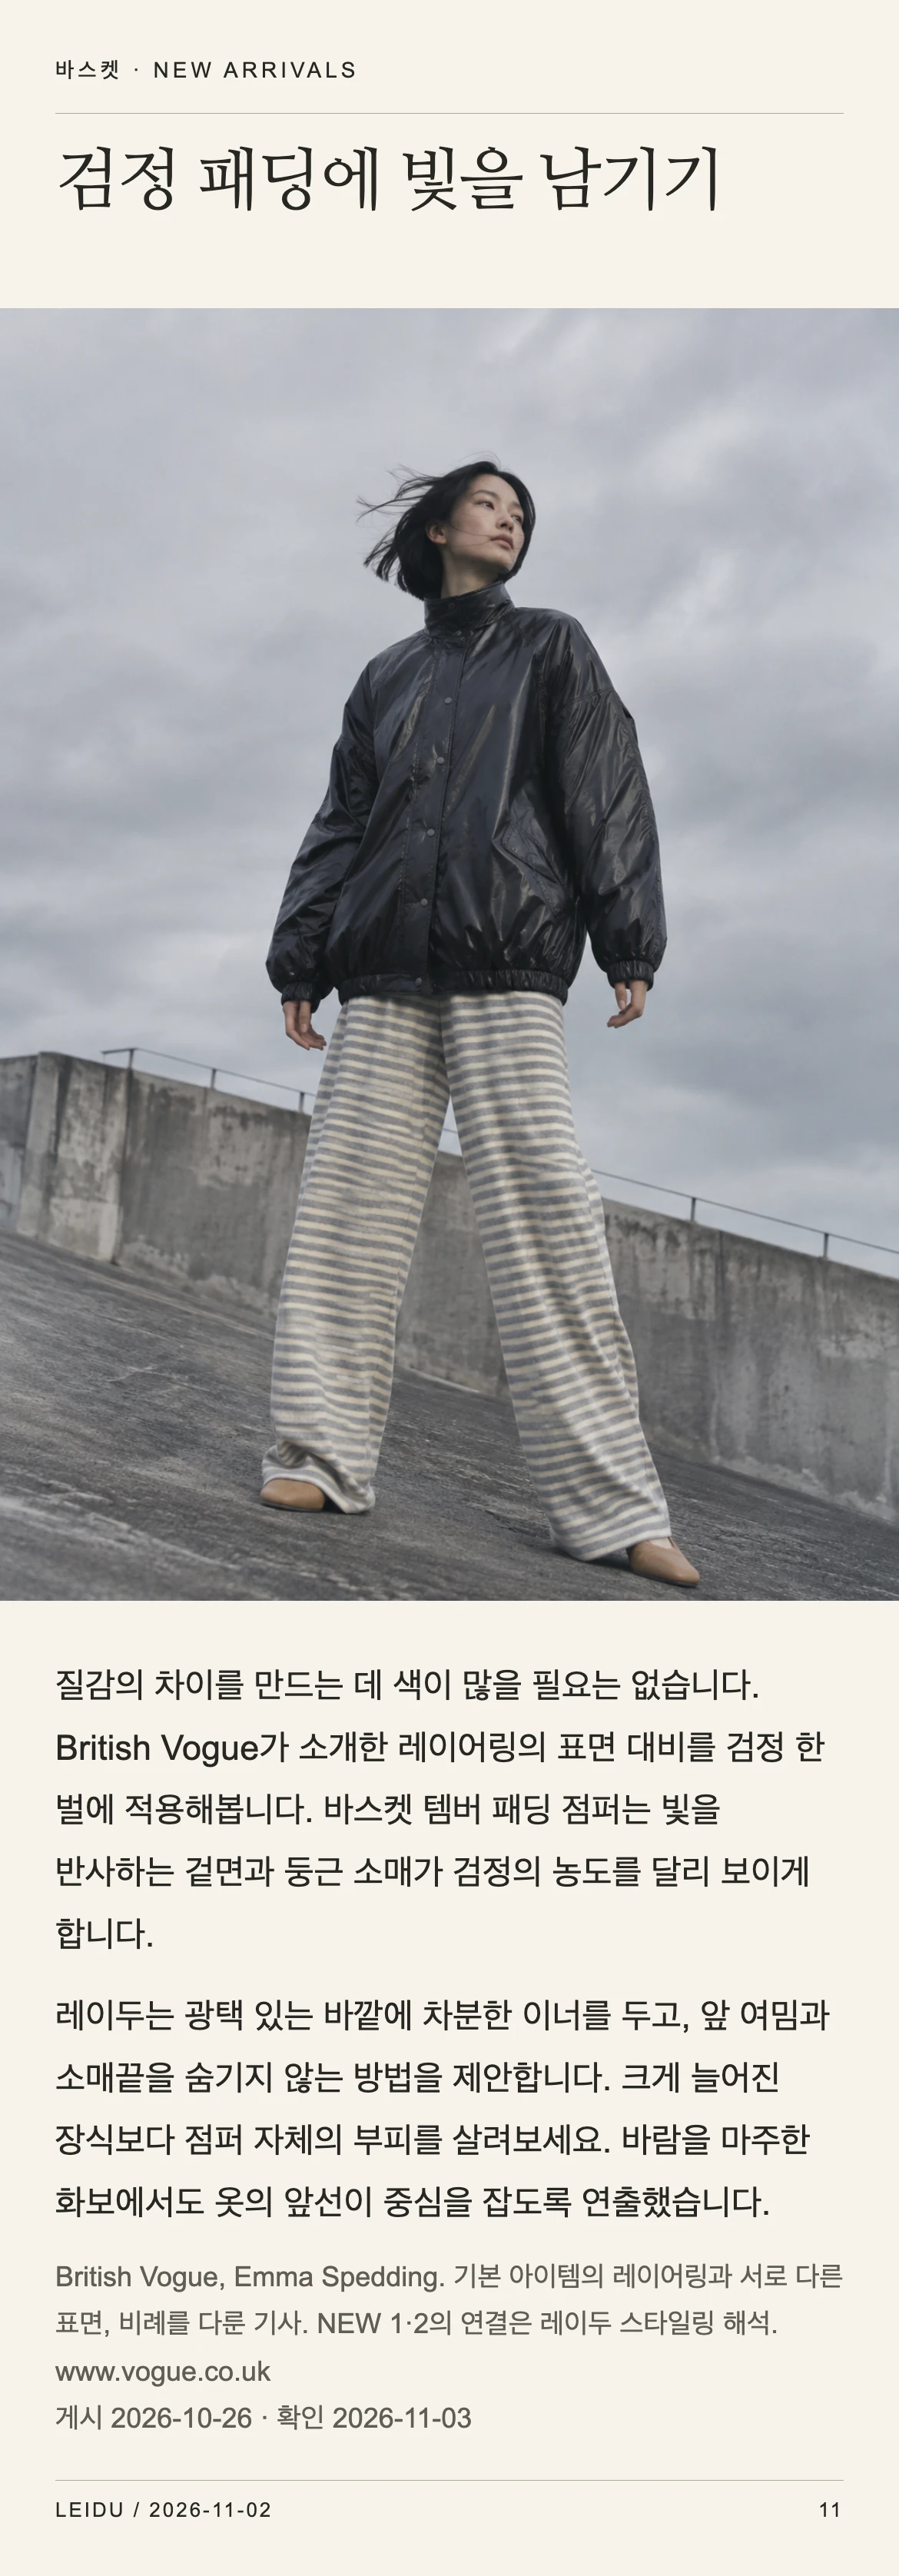 바스켓 · NEW ARRIVALS
검정 패딩에 빛을 남기기
질감의 차이를 만드는 데 색이 많을 필요는 없습니다.
British Vogue가 소개한 레이어링의 표면 대비를 검정 한
벌에 적용해봅니다. 바스켓 템버 패딩 점퍼는 빛을
반사하는 겉면과 둥근 소매가 검정의 농도를 달리 보이게
합니다.
레이두는 광택 있는 바깥에 차분한 이너를 두고, 앞 여밈과
소매끝을 숨기지 않는 방법을 제안합니다. 크게 늘어진
장식보다 점퍼 자체의 부피를 살려보세요. 바람을 마주한
화보에서도 옷의 앞선이 중심을 잡도록 연출했습니다.
British Vogue, Emma Spedding. 기본 아이템의 레이어링과 서로 다른
표면, 비례를 다룬 기사. NEW 1·2의 연결은 레이두 스타일링 해석.
www.vogue.co.uk
게시 2026-10-26 · 확인 2026-11-03
LEIDU / 2026-11-02
11